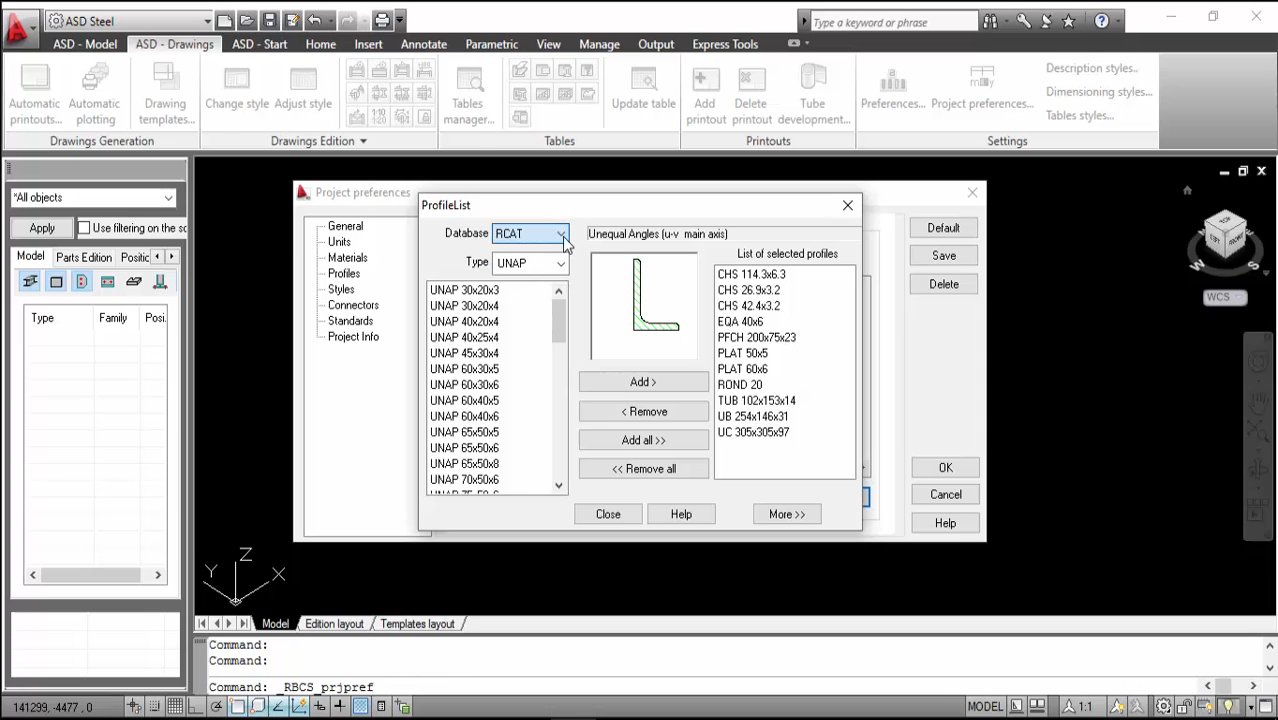 ASD Steel
Type a keyword or phrase
ASD - Model
ASD - Drawings
ASD - Start
Home
Insert
Annotate
Parametric
View
Manage
Output
Express Tools
Automatic
printouts...
Automatic
plotting
Drawing
templates...
Change style
Adjust style
Tables
manager...
Update table
Add
printout
Delete
printout
Tube
development...
Preferences...
Project preferences...
Description styles..
Dimensioning styles...
Tables styles...
Drawings Generation
Drawings Edition
Tables
Printouts
Settings
*All objects
Apply
Use filtering on the sc
Model
Parts Edition
Positic
Type
Family
Posi.
Project preferences
General
Units
Materials
Profiles
Styles
Connectors
Standards
Project Info
Default
Save
Delete
OK
Cancel
Help
ProfileList
Database
RCAT
Type
UNAP
Unequal Angles (u-v main axis)
List of selected profiles
UNAP 30x20x3
UNAP 30x20x4
UNAP 40x20x4
UNAP 40x25x4
UNAP 45x30x4
UNAP 60x30x5
UNAP 60x30x6
UNAP 60x40x5
UNAP 60x40x6
UNAP 65x50x5
UNAP 65x50x6
UNAP 65x50x8
UNAP 70x50x6
CHS 114.3x6.3
CHS 26.9x3.2
CHS 42.4x3.2
EQA 40x6
PFCH 200x75x23
PLAT 50x5
PLAT 60x6
ROND 20
TUB 102x153x14
UB 254x146x31
UC 305x305x97
Add >
< Remove
Add all >>
<< Remove all
Close
Help
More >>
LEFT
WCS
N
W
S
Z
Y
X
Model
Edition layout
Templates layout
Command:
Command:
Command: _RBCS_prjpref
141299, -4477 , 0
MODEL
1:1